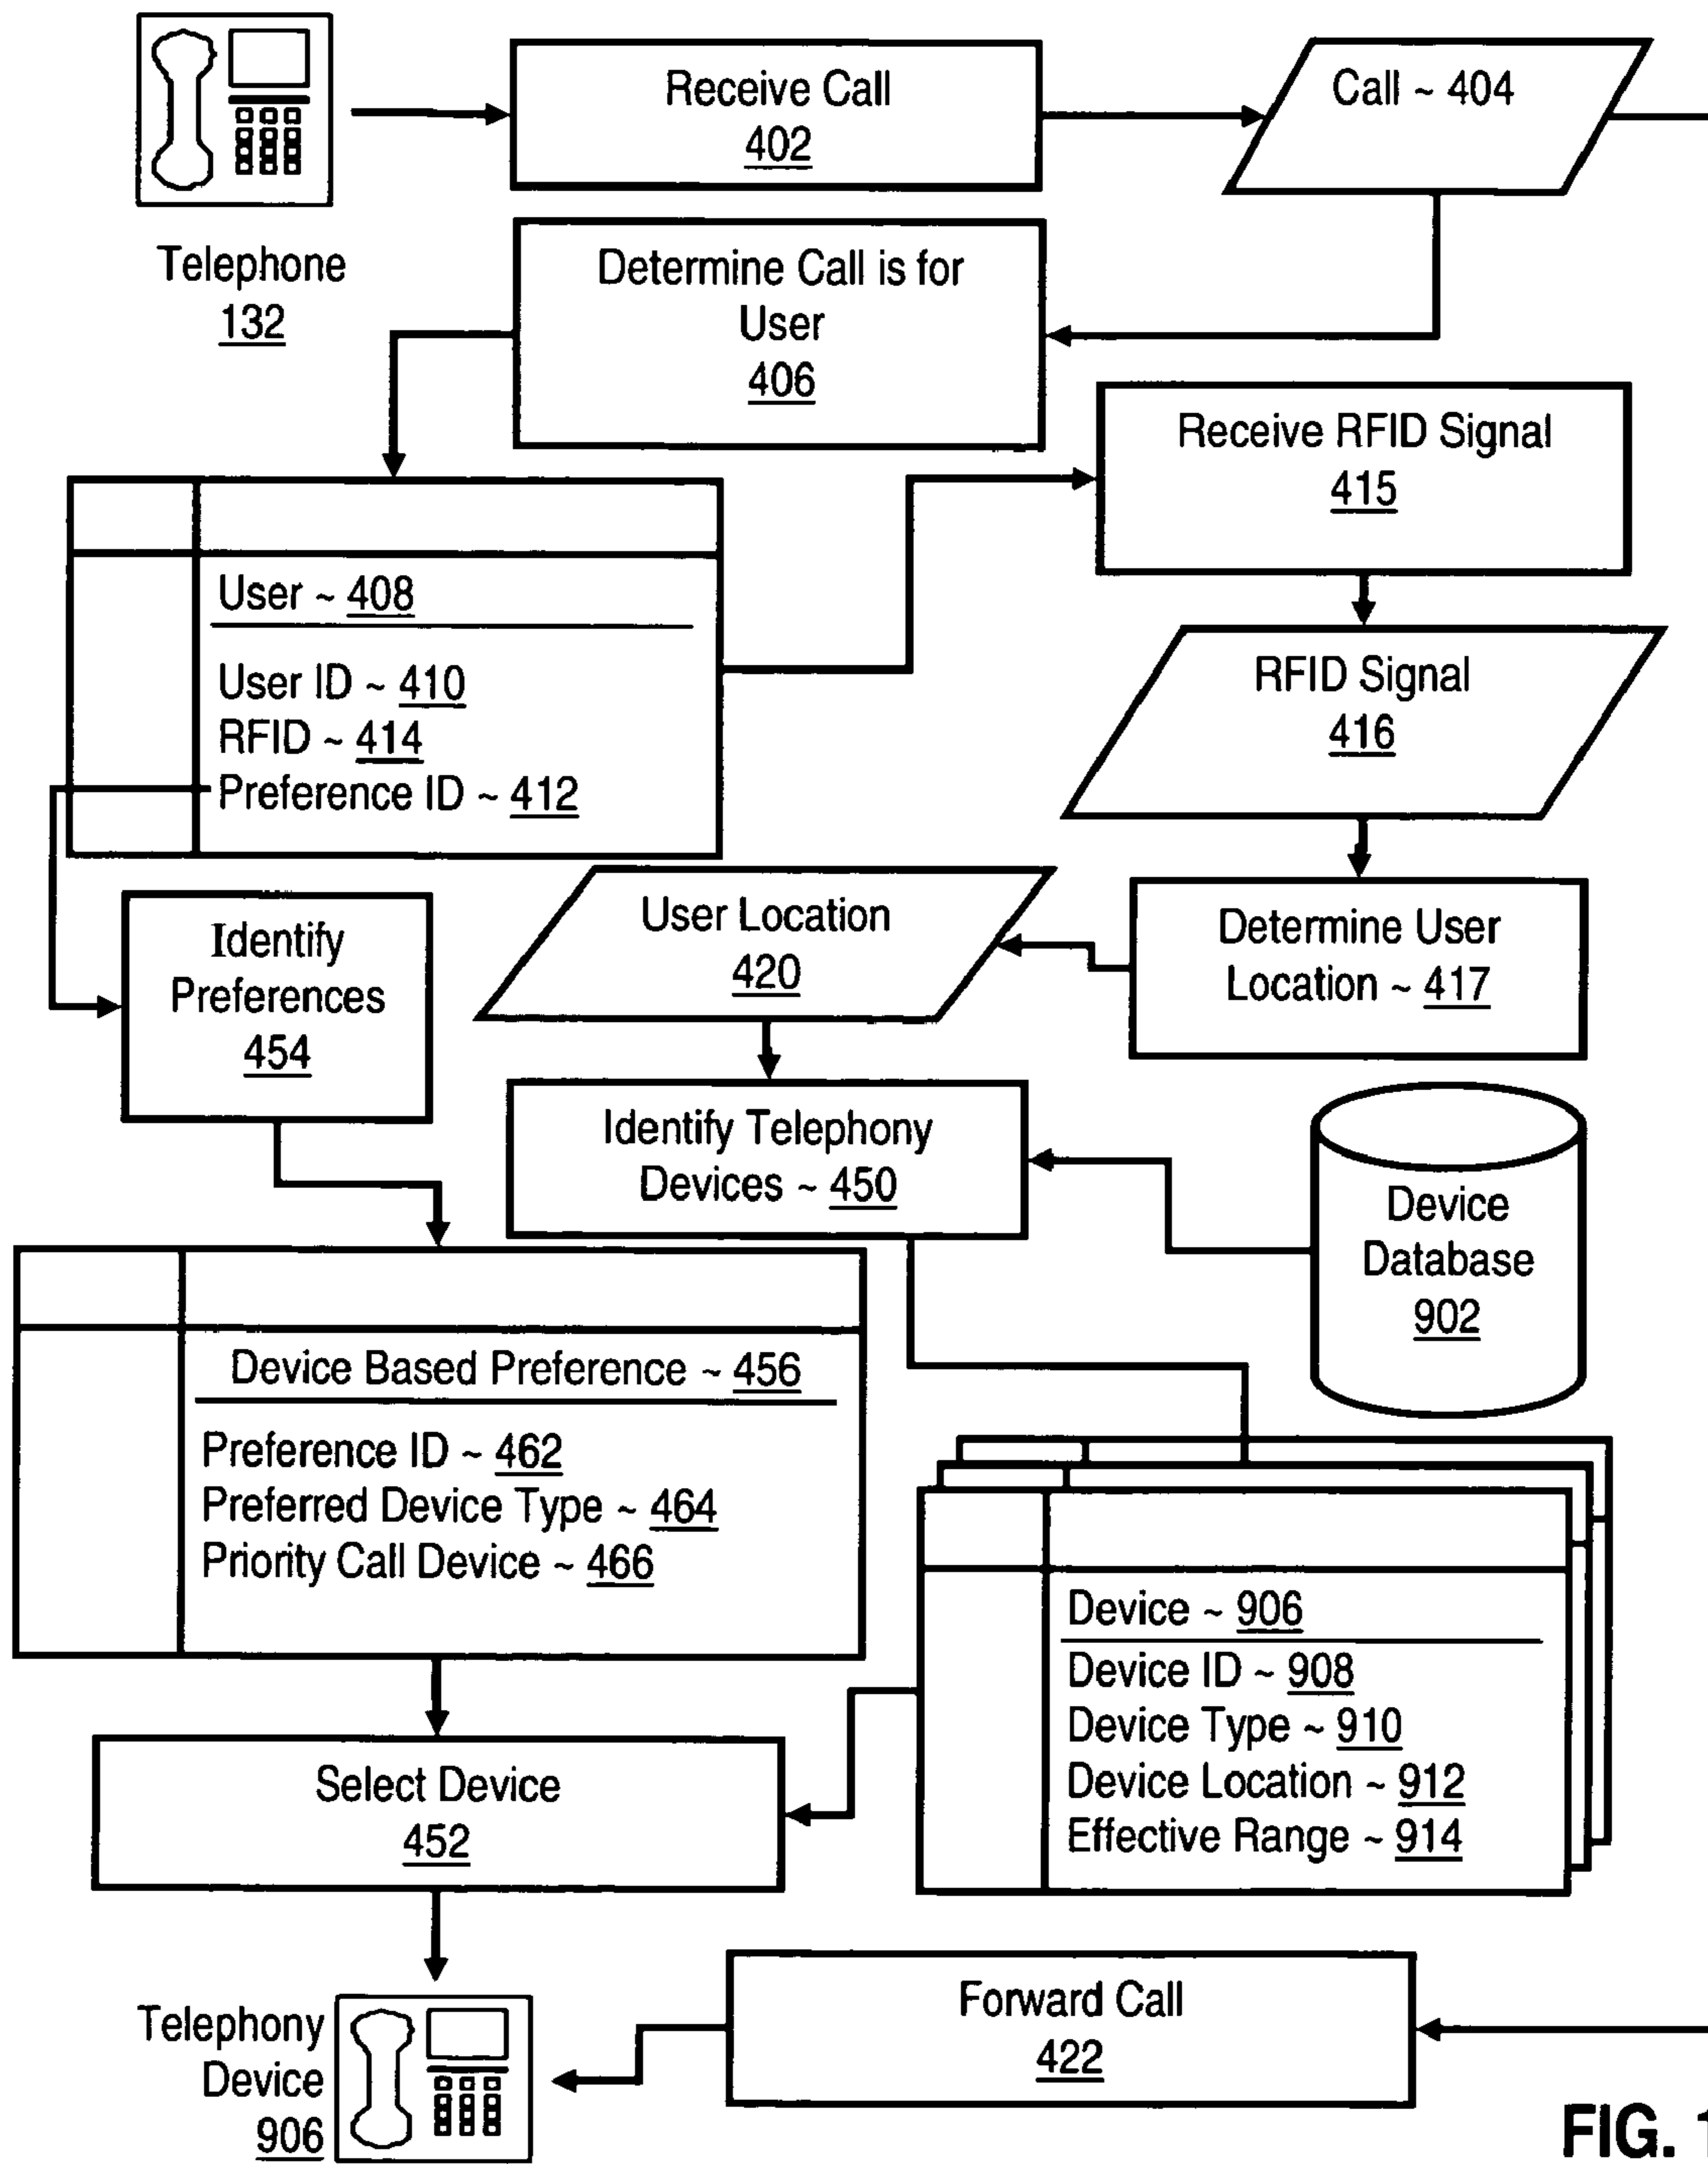 Receive Call
402
Call ~ 404
Telephone
132
Determine Call is for
User
406
Receive RFID Signal
415
User ~ 408
User ID ~ 410
RFID ~ 414
Preference ID ~ 412
RFID Signal
416
User Location
420
Determine User
Location ~ 417
Identify
Preferences
454
Identify Telephony
Devices ~ 450
Device
Database
902
Device Based Preference ~ 456
Preference ID ~ 462
Preferred Device Type ~ 464
Priority Call Device ~ 466
Device ~ 906
Device ID ~ 908
Device Type ~ 910
Device Location ~ 912
Effective Range ~ 914
Select Device
452
Forward Call
422
Telephony
Device
906
FIG. 1